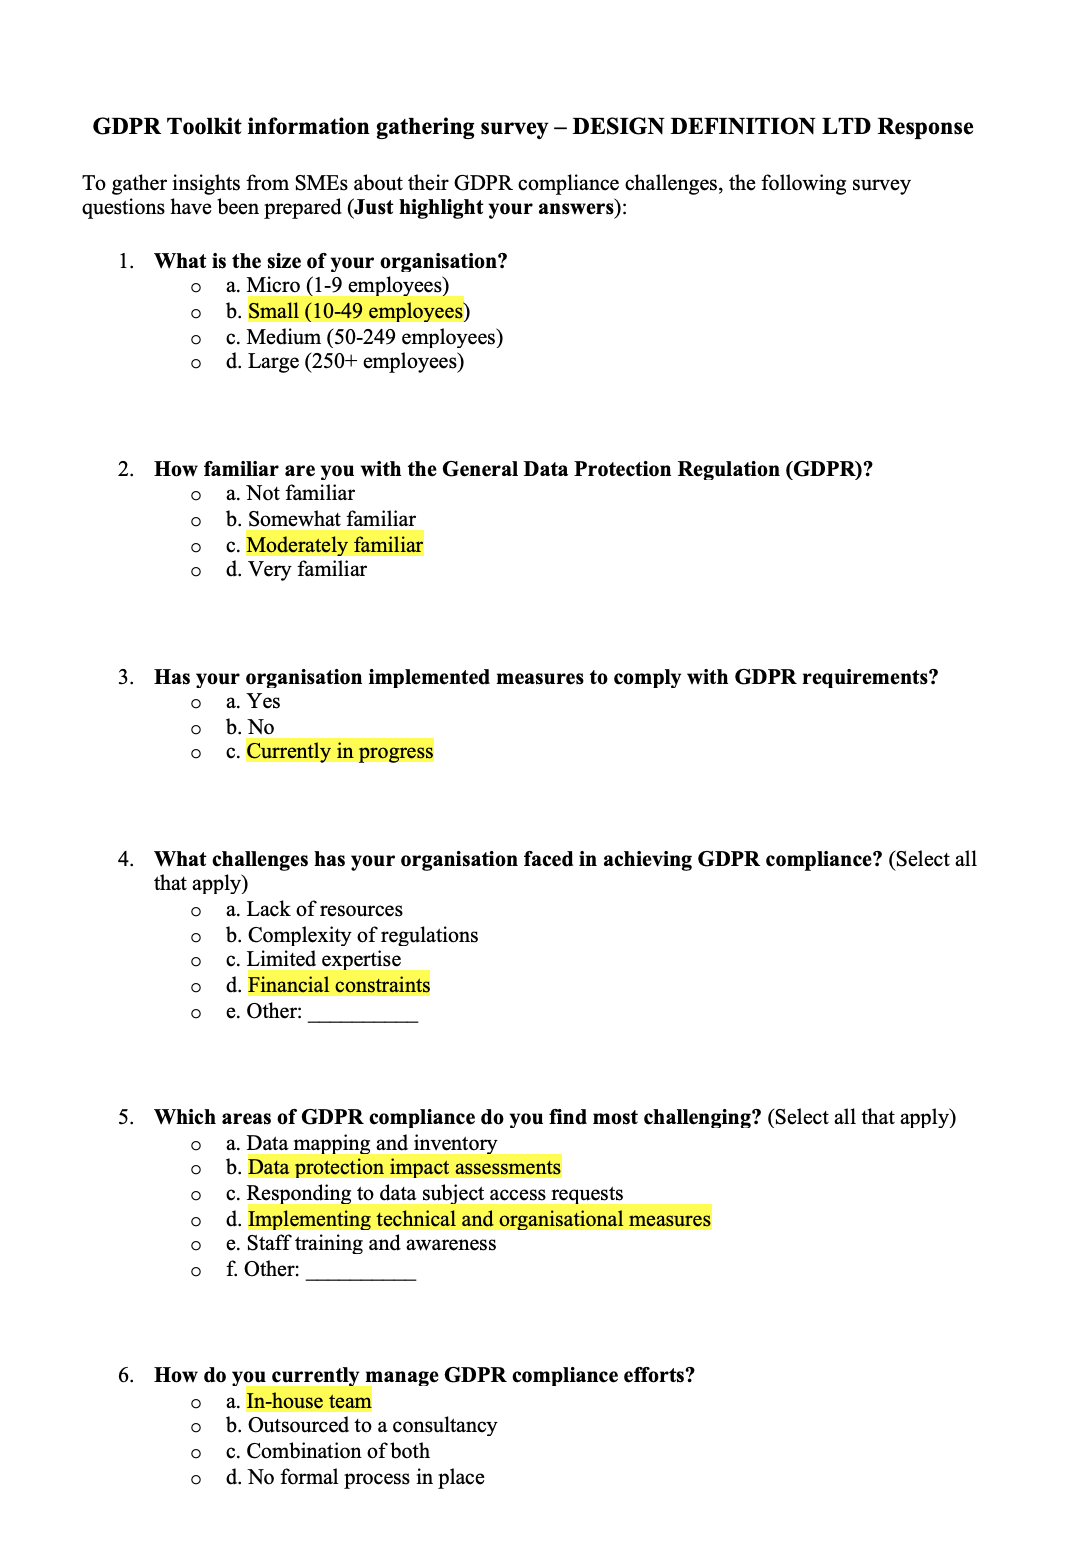 GDPR Toolkit information gathering survey – DESIGN DEFINITION LTD Response
To gather insights from SMEs about their GDPR compliance challenges, the following survey
questions have been prepared (Just highlight your answers):
1. What is the size of your organisation?
o a. Micro (1-9 employees)
o b. Small (10-49 employees)
o c. Medium (50-249 employees)
o d. Large (250+ employees)
2. How familiar are you with the General Data Protection Regulation (GDPR)?
o a. Not familiar
o b. Somewhat familiar
o c. Moderately familiar
o d. Very familiar
3. Has your organisation implemented measures to comply with GDPR requirements?
o a. Yes
o b. No
o c. Currently in progress
4. What challenges has your organisation faced in achieving GDPR compliance? (Select all
that apply)
o a. Lack of resources
o b. Complexity of regulations
o c. Limited expertise
o d. Financial constraints
o e. Other: __________
5. Which areas of GDPR compliance do you find most challenging? (Select all that apply)
o a. Data mapping and inventory
o b. Data protection impact assessments
o c. Responding to data subject access requests
o d. Implementing technical and organisational measures
o e. Staff training and awareness
o f. Other: __________
6. How do you currently manage GDPR compliance efforts?
o a. In-house team
o b. Outsourced to a consultancy
o c. Combination of both
o d. No formal process in place